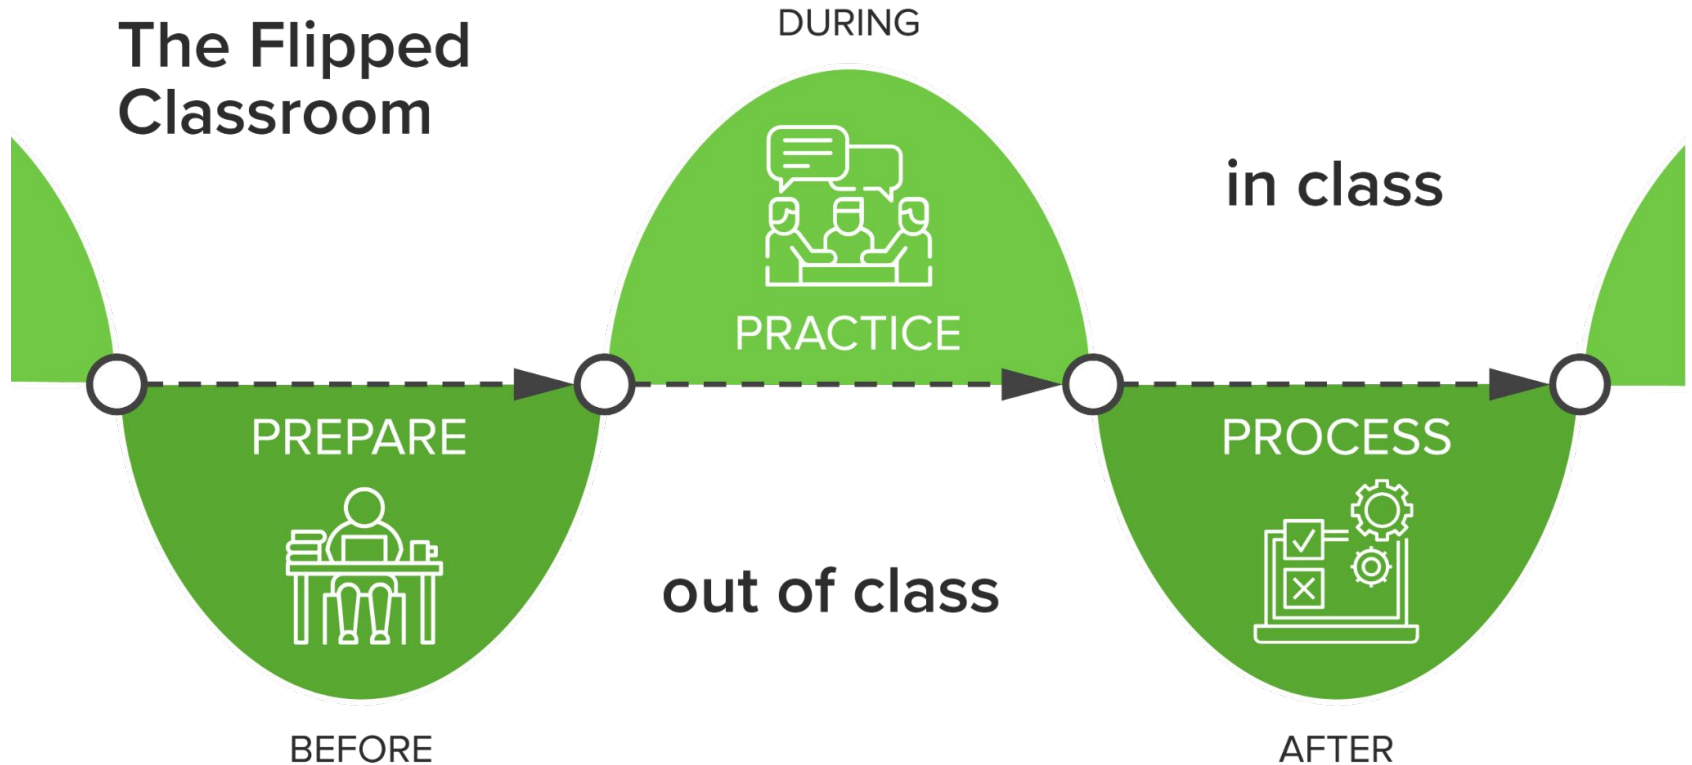 The Flipped
Classroom
DURING
in class
PRACTICE
PREPARE
PROCESS
out of class
BEFORE
AFTER